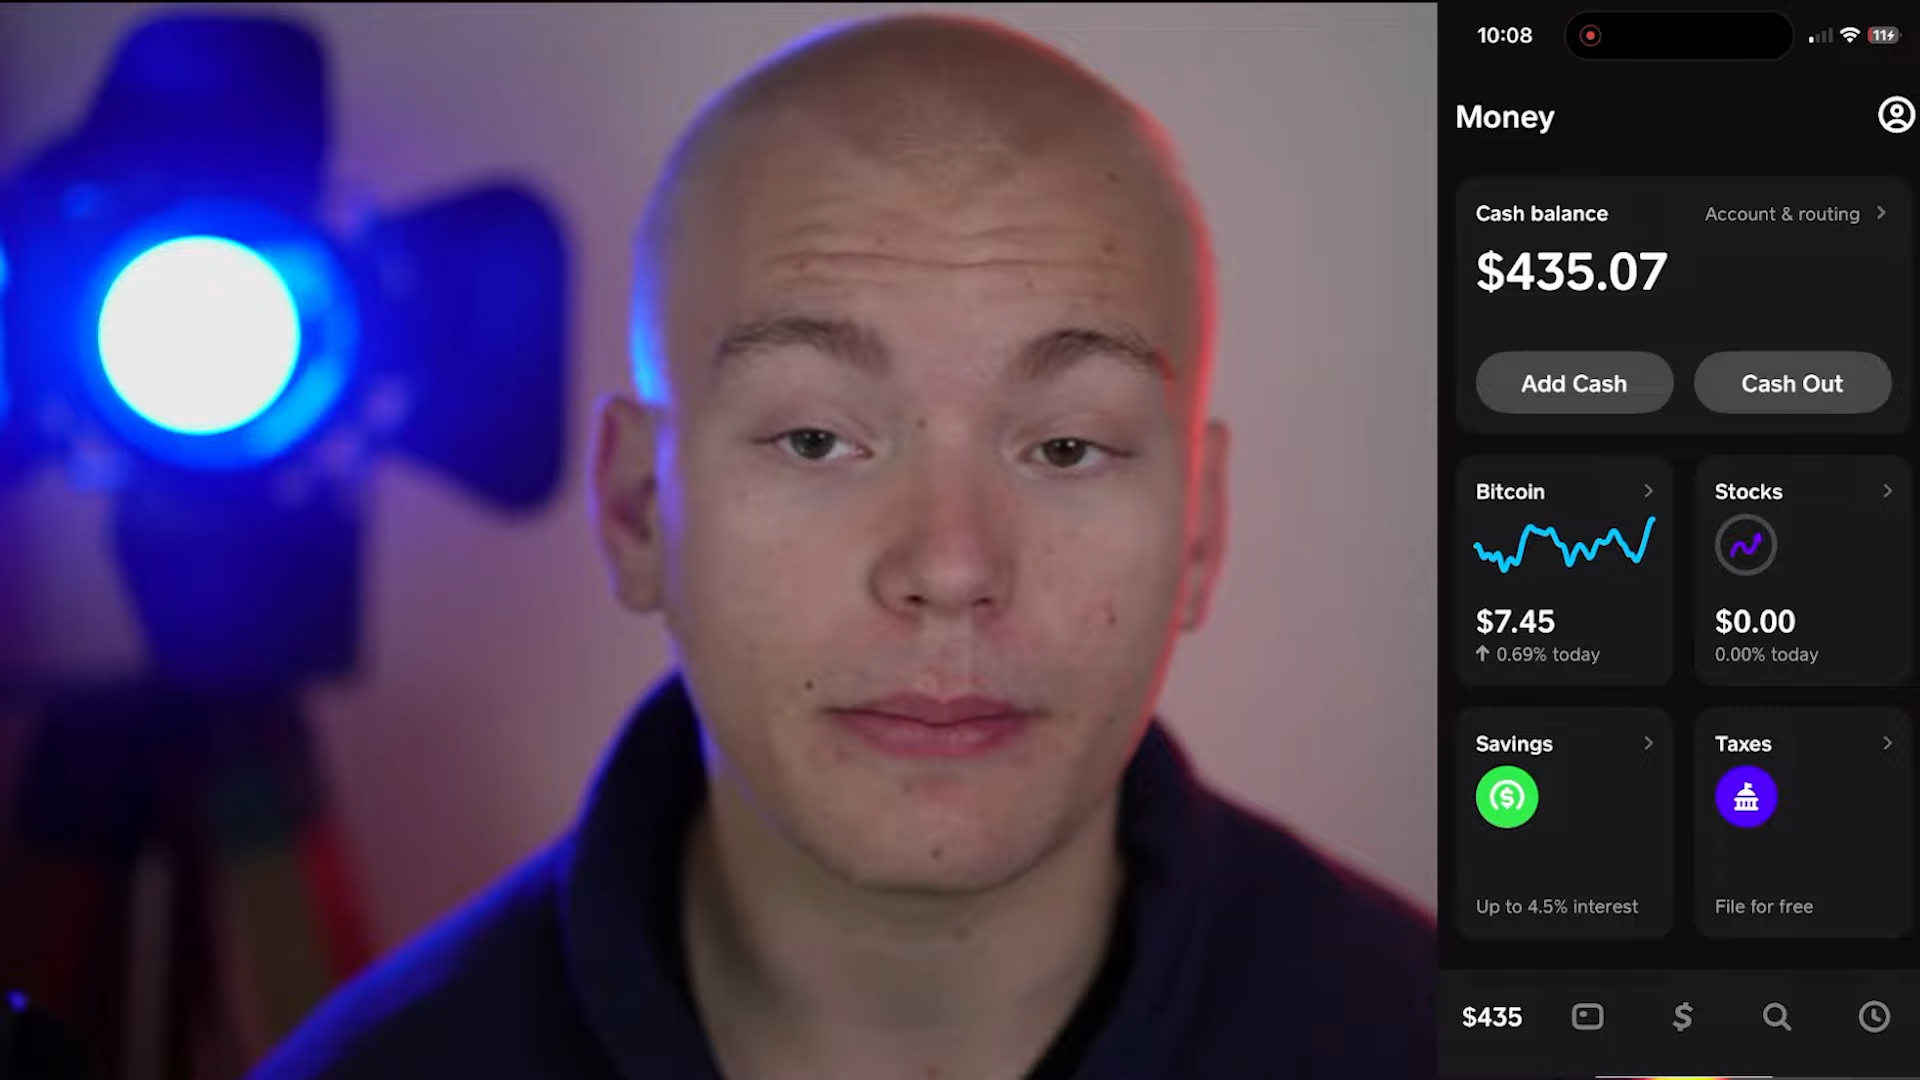 10:08
11
Money
Cash balance
Account & routing
$435.07
Add Cash
Cash Out
Bitcoin
Stocks
$7.45
$0.00
0.69% today
0.00% today
Savings
Taxes
Up to 4.5% interest
File for free
$435
$